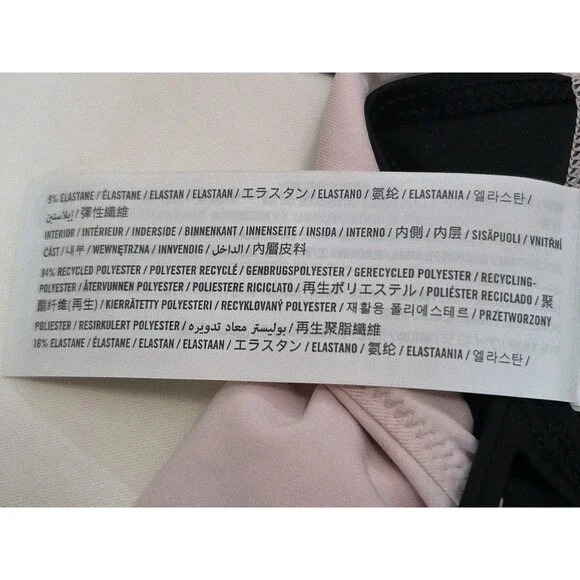 9% ELASTANE / ÉLASTANE / ELASTAN / ELASTAAN / エラスタン / ELASTANO / 氨纶 / ELASTAANIA / 엘라스탄 /
إيلاستين / 彈性纖維
INTERIOR / INTÉRIEUR / INDERSIDE / BINNENKANT / INNENSEITE / INSIDA / INTERNO / 内側 / 内层 / SISÄPUOLI / VNITŘNÍ
ČÁST / 내부 / WEWNĘTRZNA / INNVENDIG / الداخل / 內層皮料
84% RECYCLED POLYESTER / POLYESTER RECYCLÉ / GENBRUGSPOLYESTER / GERECYCLED POLYESTER / RECYCLING-
POLYESTER / ÅTERVUNNEN POLYESTER / POLIESTERE RICICLATO / 再生ポリエステル / POLIÉSTER RECICLADO / 聚
酯纤维(再生) / KIERRÄTETTY POLYESTERI / RECYKLOVANÝ POLYESTER / 재활용 폴리에스테르 / PRZETWORZONY
POLIESTER / RESIRKULERT POLYESTER / بوليستر معاد تدويره / 再生聚脂纖維
16% ELASTANE / ÉLASTANE / ELASTAN / ELASTAAN / エラスタン / ELASTANO / 氨纶 / ELASTAANIA / 엘라스탄 /